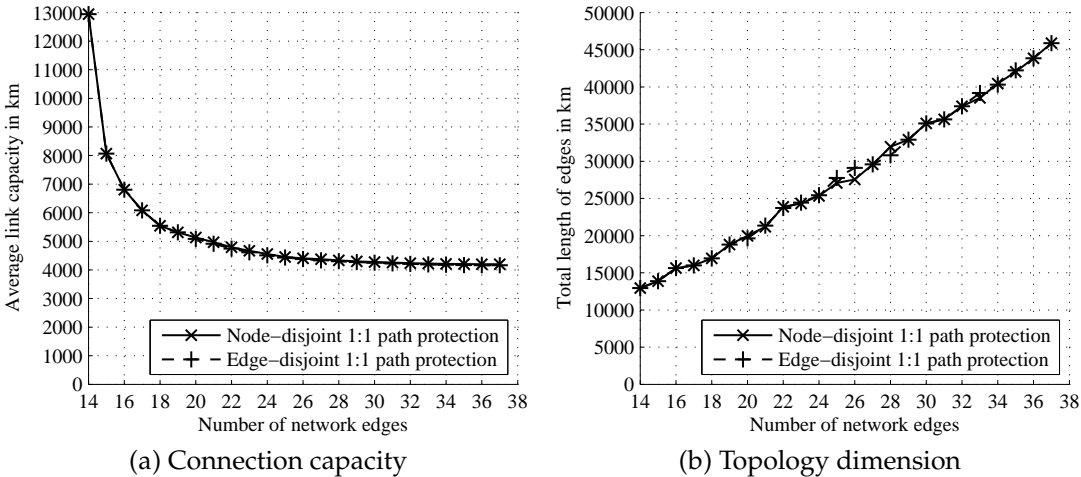 13000
12000
11000
10000
9000
8000
7000
6000
5000
4000
3000
2000
1000
0
Average link capacity in km
14 16 18 20 22 24 26 28 30 32 34 36 38
Number of network edges
Node−disjoint 1:1 path protection
Edge−disjoint 1:1 path protection
(a) Connection capacity
50000
45000
40000
35000
30000
25000
20000
15000
10000
5000
0
Total length of edges in km
14 16 18 20 22 24 26 28 30 32 34 36 38
Number of network edges
Node−disjoint 1:1 path protection
Edge−disjoint 1:1 path protection
(b) Topology dimension